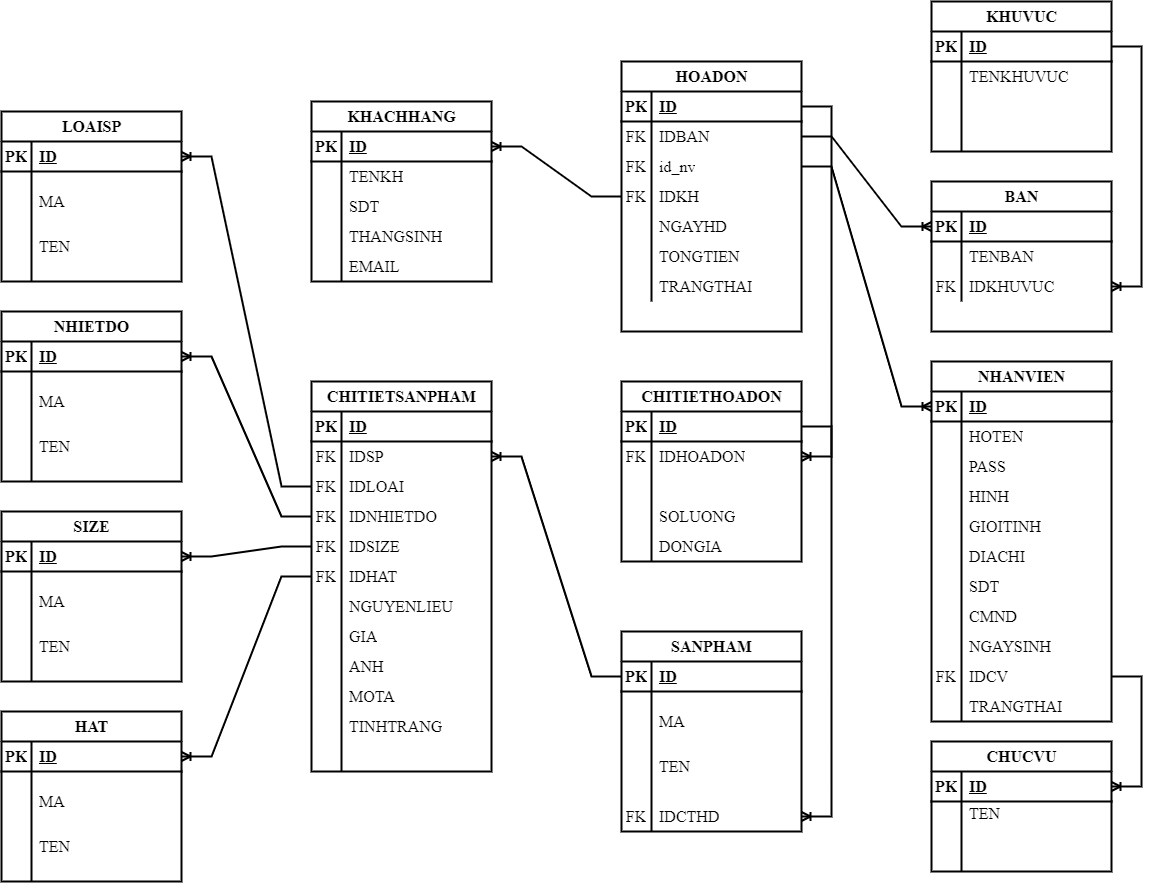 LOAISP
PK ID
MA
TEN
NHIETDO
PK ID
MA
TEN
SIZE
PK ID
MA
TEN
HAT
PK ID
MA
TEN
KHACHHANG
PK ID
TENKH
SDT
THANGSINH
EMAIL
CHITIETSANPHAM
PK ID
FK IDSP
FK IDLOAI
FK IDNHIETDO
FK IDSIZE
FK IDHAT
NGUYENLIEU
GIA
ANH
MOTA
TINHTRANG
HOADON
PK ID
FK IDBAN
FK id_nv
FK IDKH
NGAYHD
TONGTIEN
TRANGTHAI
CHITIETHOADON
PK ID
FK IDHOADON
SOLUONG
DONGIA
SANPHAM
PK ID
MA
TEN
FK IDCTHD
KHUVUC
PK ID
TENKHUVUC
BAN
PK ID
TENBAN
FK IDKHUVUC
NHANVIEN
PK ID
HOTEN
PASS
HINH
GIOITINH
DIACHI
SDT
CMND
NGAYSINH
FK IDCV
TRANGTHAI
CHUCVU
PK ID
TEN